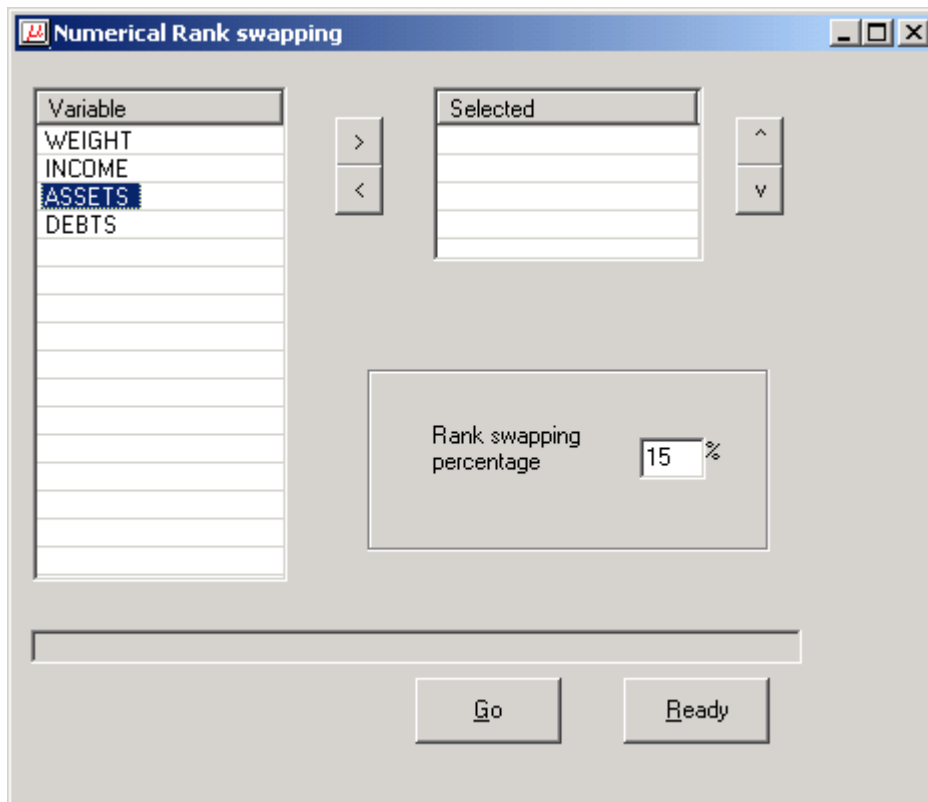 μ Numerical Rank swapping
Variable
WEIGHT
INCOME
ASSETS
DEBTS
>
<
Selected
^
v
Rank swapping
percentage
15 %
Go
Ready